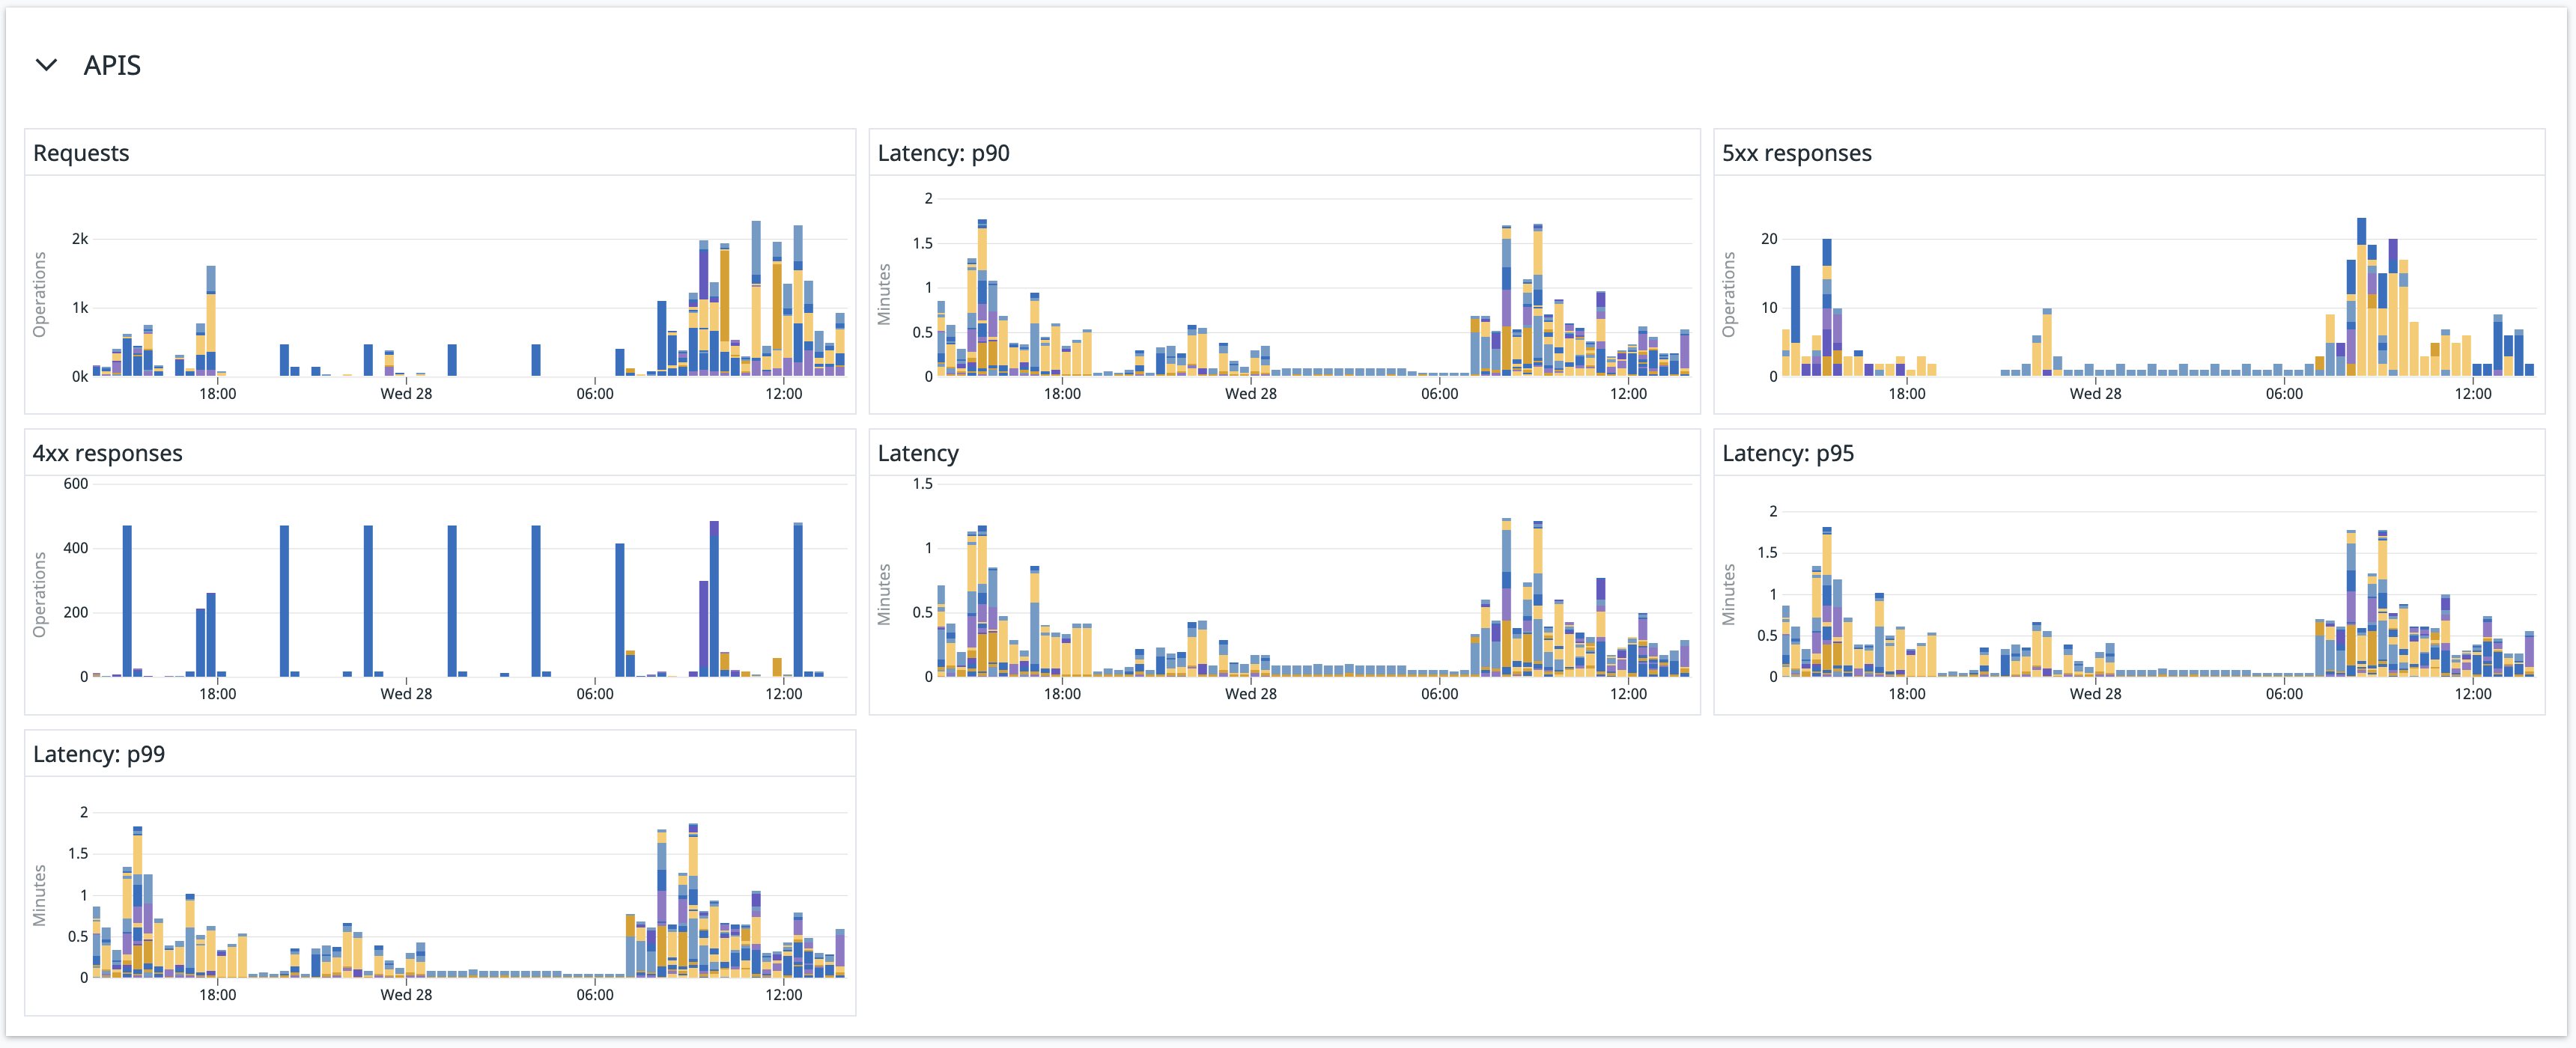 APIS
Requests
Operations
2k
1k
0k
18:00 Wed 28 06:00 12:00
Latency: p90
Minutes
2
1.5
1
0.5
0
18:00 Wed 28 06:00 12:00
5xx responses
Operations
20
10
0
18:00 Wed 28 06:00 12:00
4xx responses
Operations
600
400
200
0
18:00 Wed 28 06:00 12:00
Latency
Minutes
1.5
1
0.5
0
18:00 Wed 28 06:00 12:00
Latency: p95
Minutes
2
1.5
1
0.5
0
18:00 Wed 28 06:00 12:00
Latency: p99
Minutes
2
1.5
1
0.5
0
18:00 Wed 28 06:00 12:00